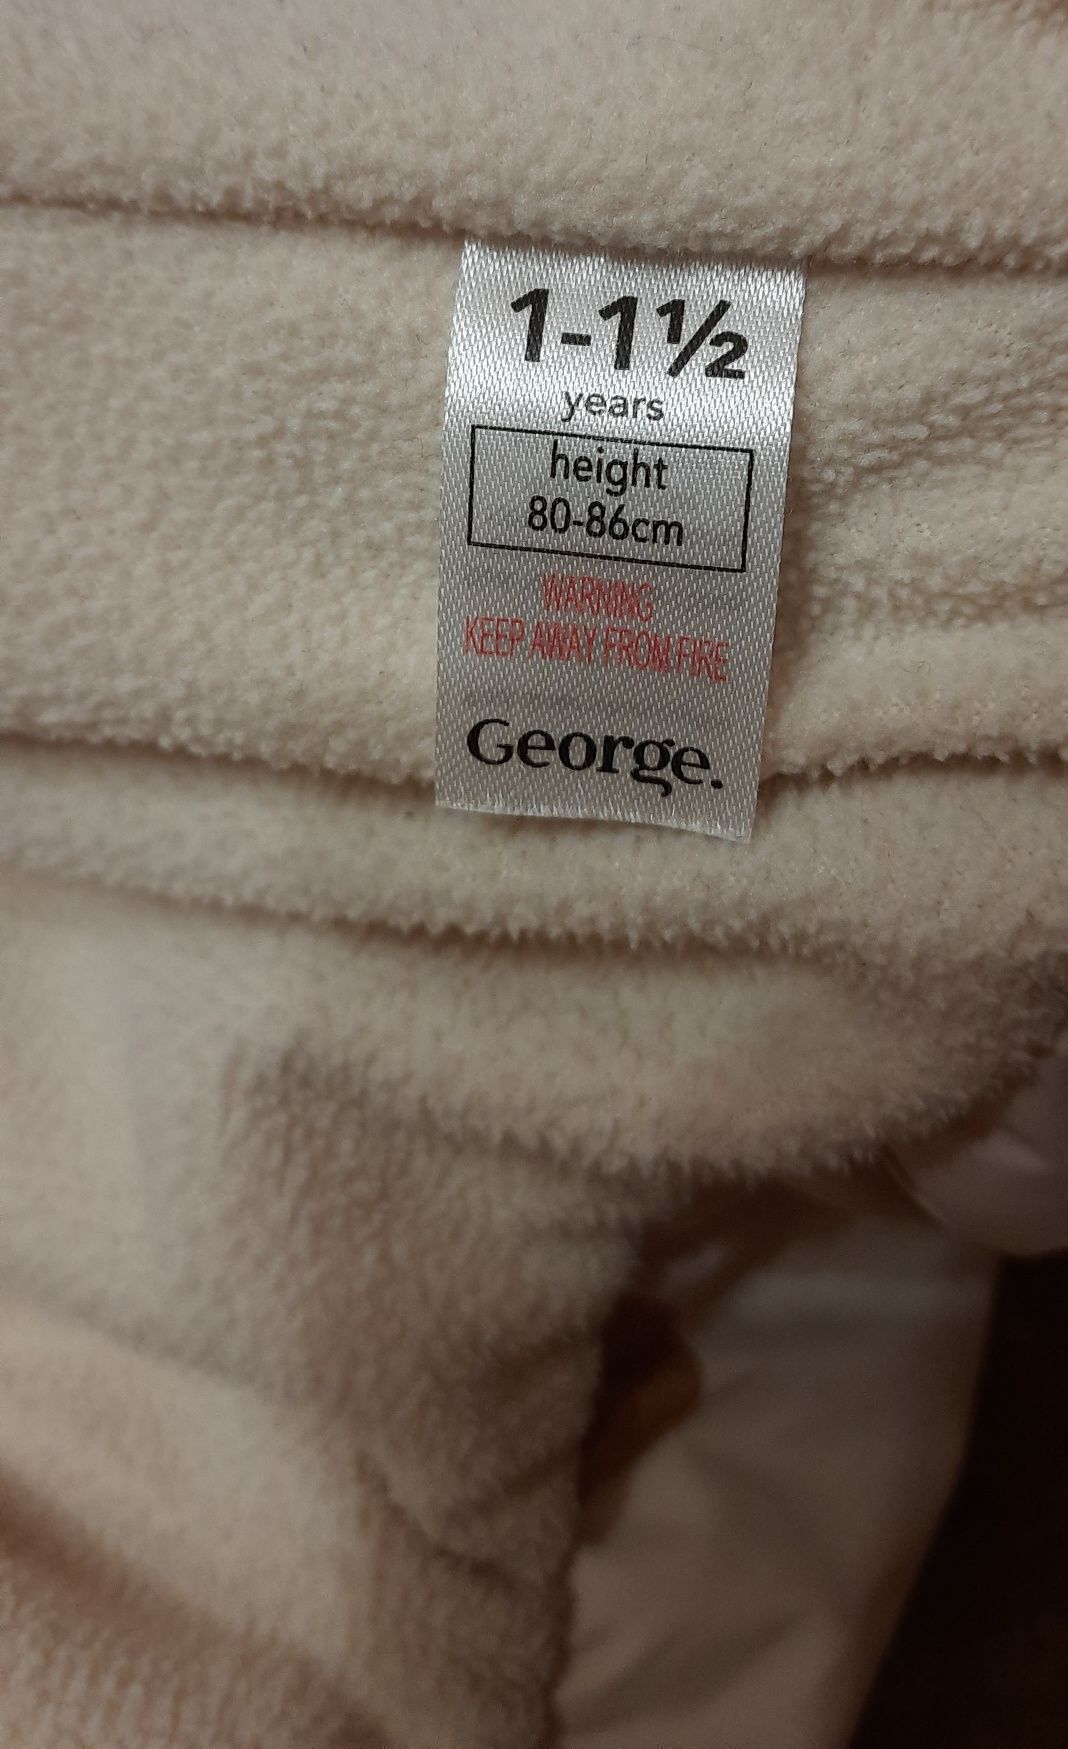 1-1½
years
height
80-86cm
WARNING
KEEP AWAY FROM FIRE
George.